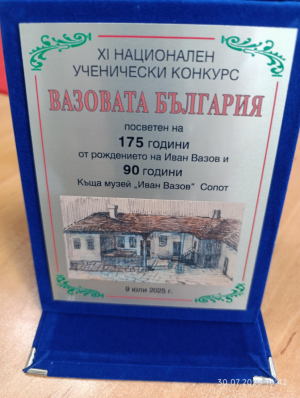 XI НАЦИОНАЛЕН
УЧЕНИЧЕСКИ КОНКУРС
ВАЗОВАТА БЪЛГАРИЯ
посветен на
175 ГОДИНИ
от рождението на Иван Вазов и
90 ГОДИНИ
Къща музей „Иван Вазов“ Сопот
9 юли 2025 г.